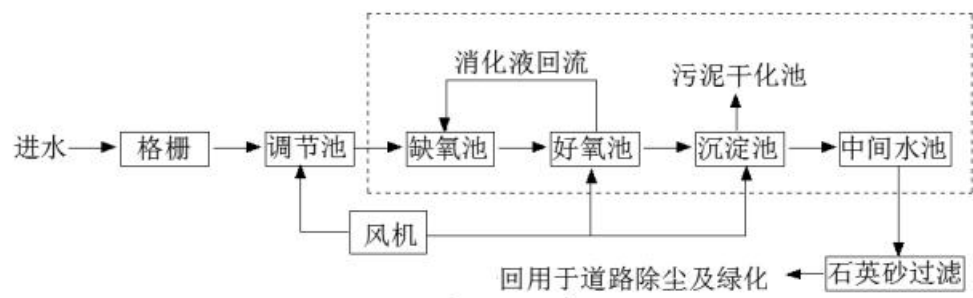 消化液回流
污泥干化池
进水
格栅
调节池
缺氧池
好氧池
沉淀池
中间水池
风机
回用于道路除尘及绿化
石英砂过滤